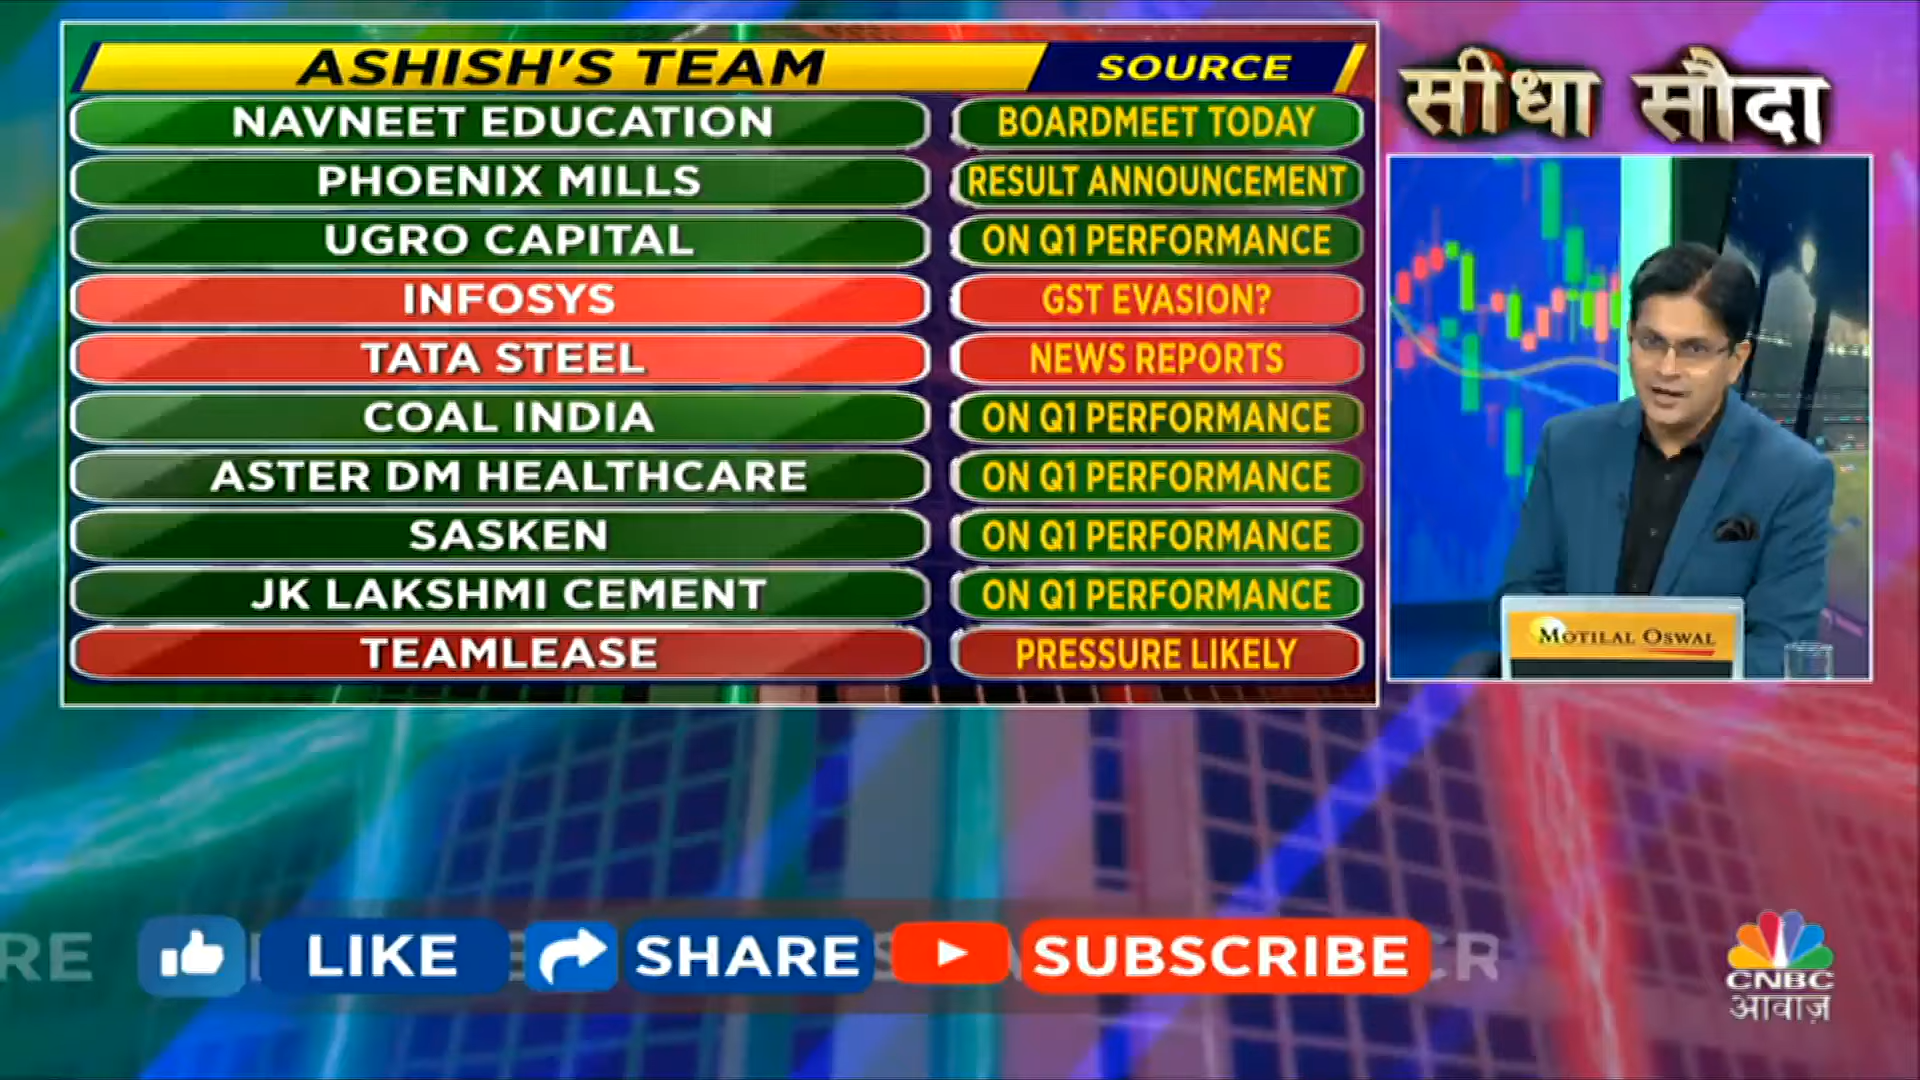 ASHISH'S TEAM SOURCE
NAVNEET EDUCATION BOARDMEET TODAY
PHOENIX MILLS RESULT ANNOUNCEMENT
UGRO CAPITAL ON Q1 PERFORMANCE
INFOSYS GST EVASION?
TATA STEEL NEWS REPORTS
COAL INDIA ON Q1 PERFORMANCE
ASTER DM HEALTHCARE ON Q1 PERFORMANCE
SASKEN ON Q1 PERFORMANCE
JK LAKSHMI CEMENT ON Q1 PERFORMANCE
TEAMLEASE PRESSURE LIKELY
सीधा सौदा
MOTILAL OSWAL
LIKE SHARE SUBSCRIBE
CNBC
आवाज़